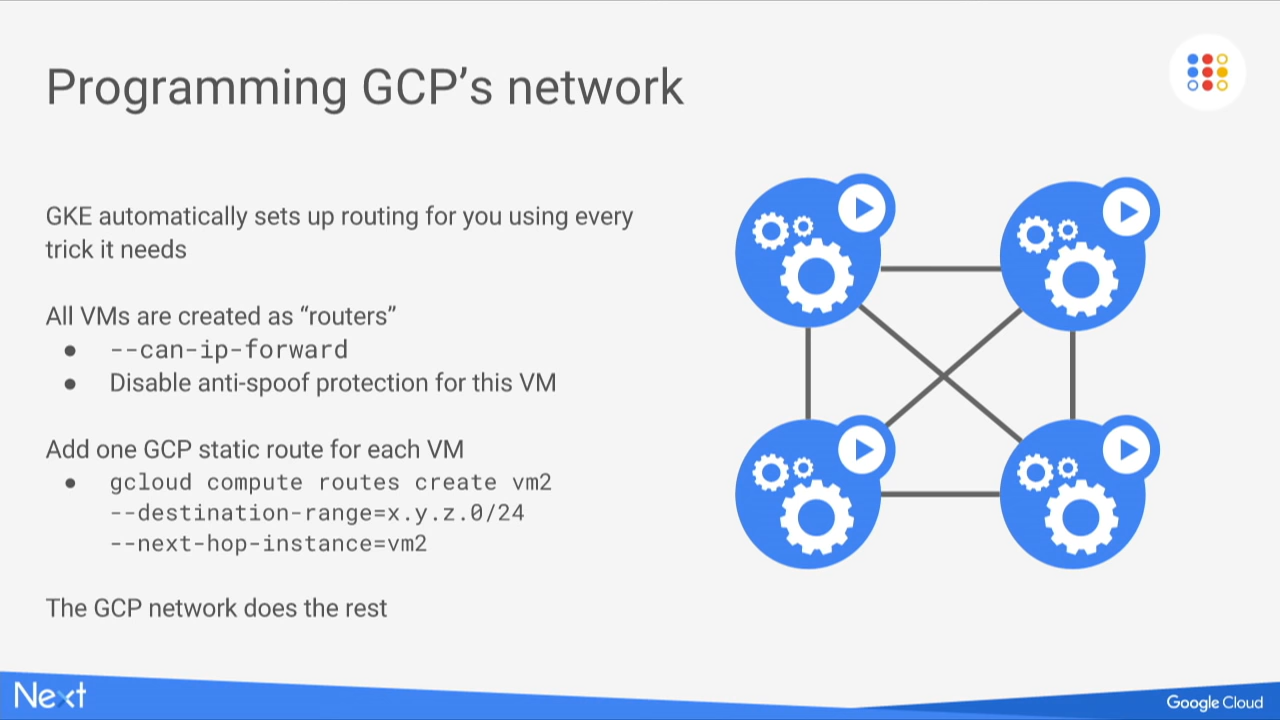 Programming GCP’s network
GKE automatically sets up routing for you using every
trick it needs
All VMs are created as “routers”
● --can-ip-forward
● Disable anti-spoof protection for this VM
Add one GCP static route for each VM
● gcloud compute routes create vm2
--destination-range=x.y.z.0/24
--next-hop-instance=vm2
The GCP network does the rest
Next
Google Cloud